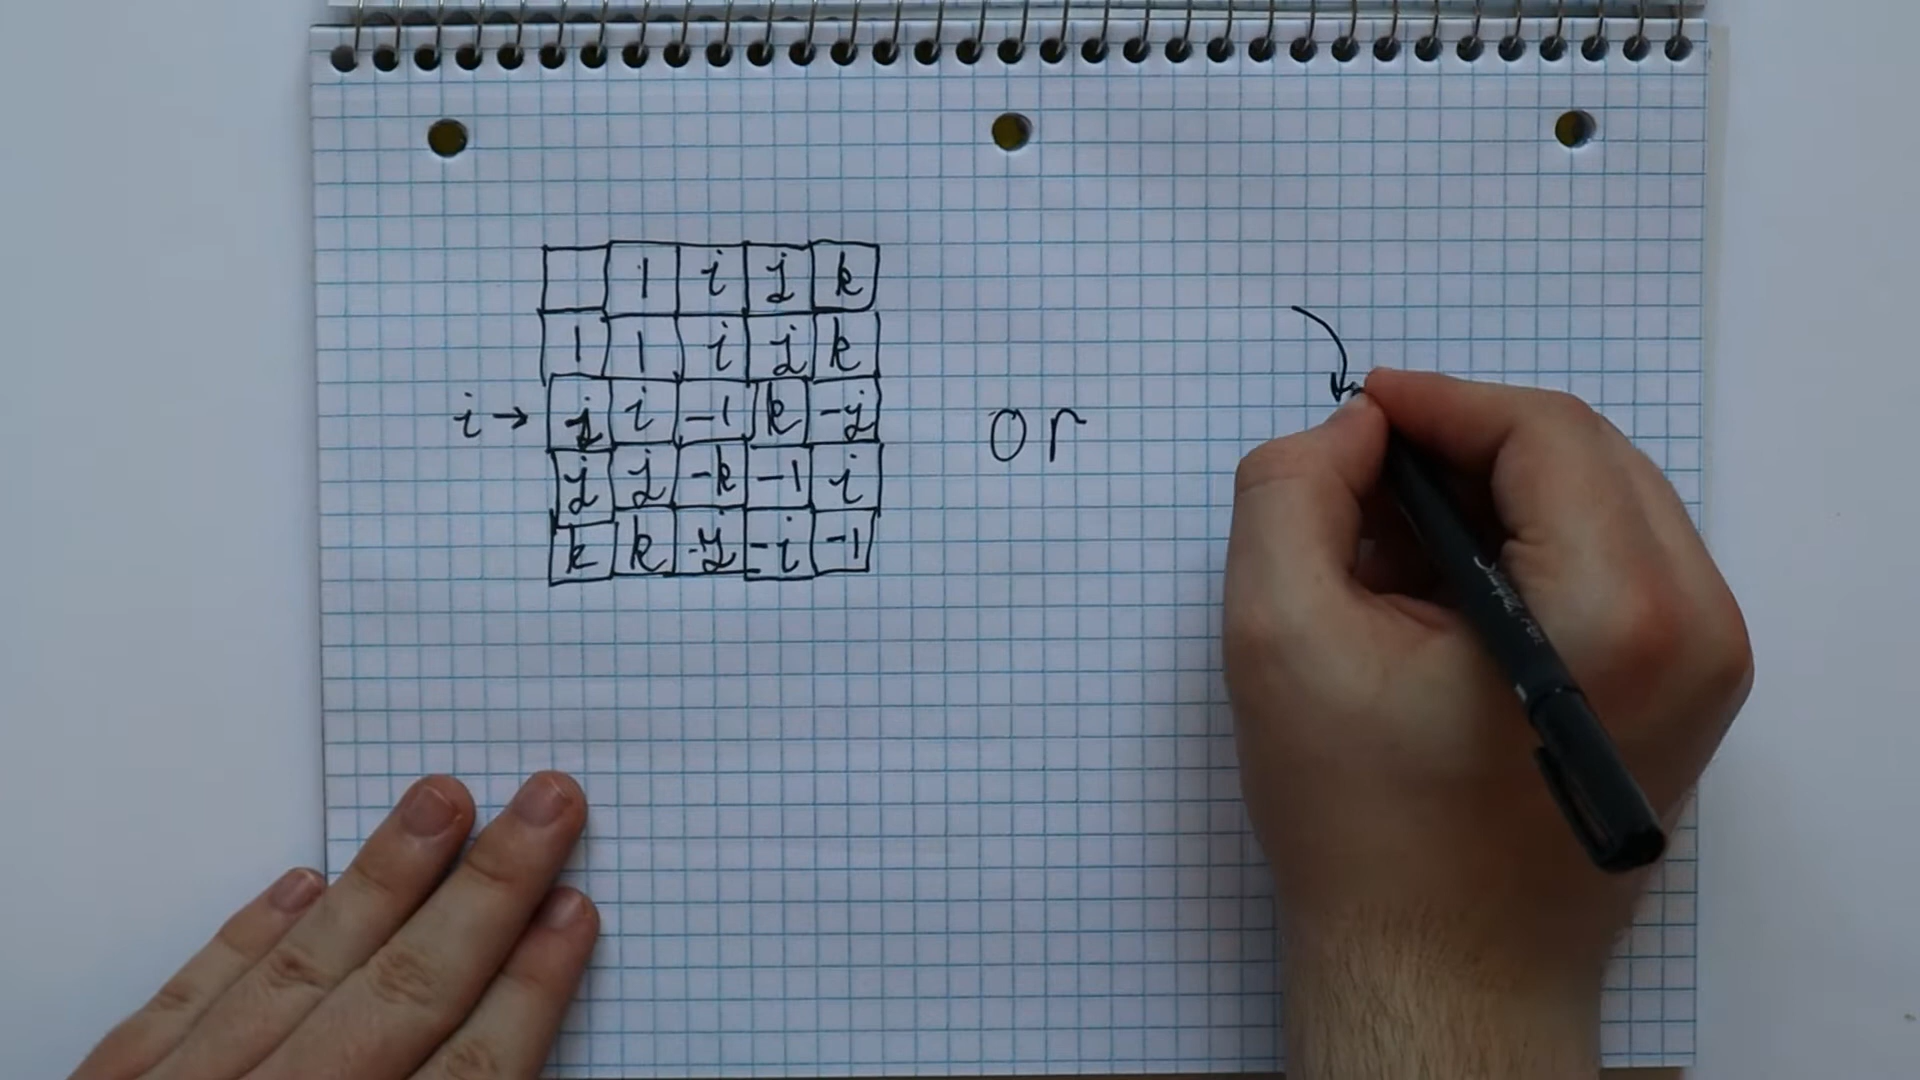 1 i j k
1 1 i j k
i → j i -1 k -j
j j -k -1 i
k k -j -i -1
or